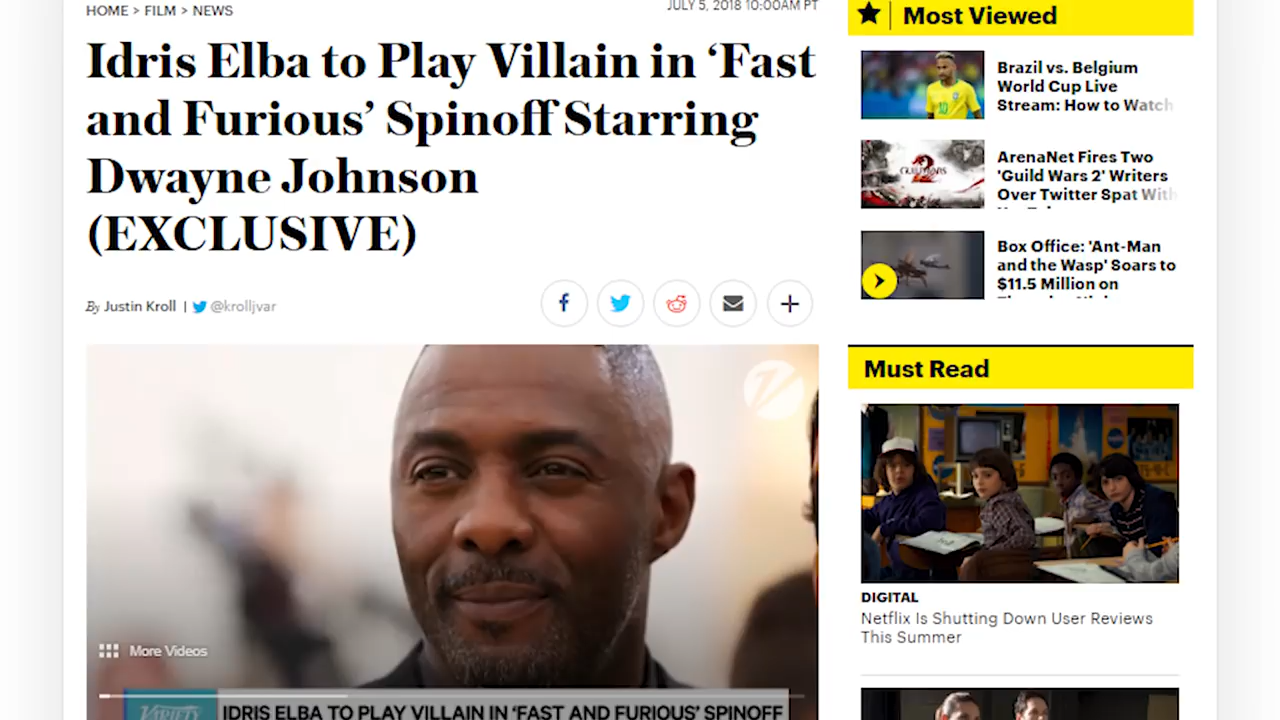 HOME > FILM > NEWS
JULY 5, 2018 10:00AM PT
Idris Elba to Play Villain in ‘Fast
and Furious’ Spinoff Starring
Dwayne Johnson
(EXCLUSIVE)
By Justin Kroll | @krolljvar
More Videos
VARIETY
IDRIS ELBA TO PLAY VILLAIN IN ‘FAST AND FURIOUS’ SPINOFF
Most Viewed
Brazil vs. Belgium
World Cup Live
Stream: How to Watch
GUILD WARS 2
ArenaNet Fires Two
'Guild Wars 2' Writers
Over Twitter Spat With
Box Office: 'Ant-Man
and the Wasp' Soars to
$11.5 Million on
Must Read
DIGITAL
Netflix Is Shutting Down User Reviews
This Summer